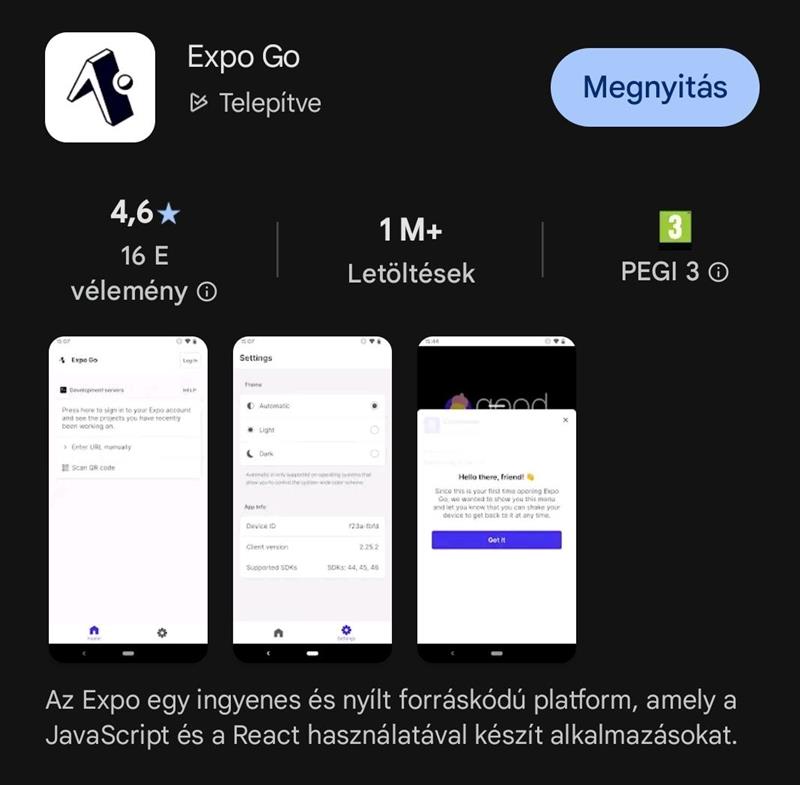 Expo Go
Telepítve
Megnyitás
4,6★
16 E
vélemény
1 M+
Letöltések
3
PEGI 3
15:07
Expo Go
Log In
Development servers
HELP
Press here to sign in to your Expo account
and see the projects you have recently
been working on.
Enter URL manually
Scan QR code
Home
15:07
Settings
Theme
Automatic
Light
Dark
Automatic is only supported on operating systems that
allow you to control the system-wide color scheme.
App Info
Device ID
Client version
2.25.2
Supported SDKs
SDKs: 44, 45, 46
Settings
good
Hello there, friend! 👋
Since this is your first time opening Expo
Go, we wanted to show you this menu
and let you know that you can shake your
device to get back to it at any time.
Got It
Az Expo egy ingyenes és nyílt forráskódú platform, amely a
JavaScript és a React használatával készít alkalmazásokat.